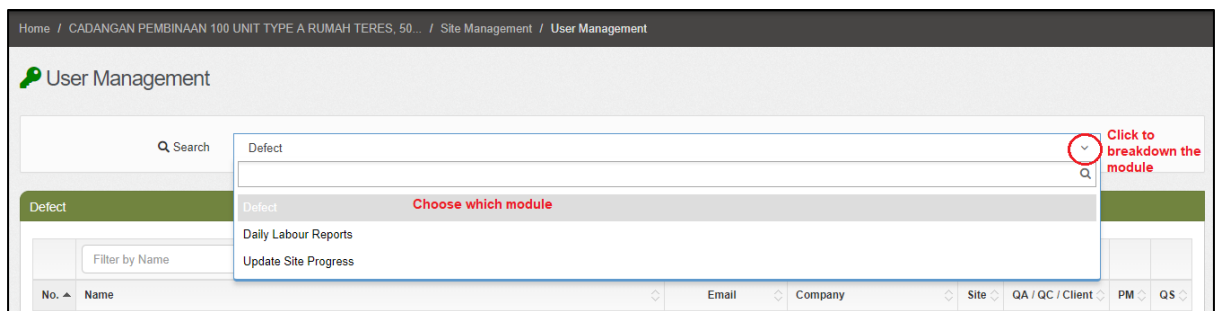 Home / CADANGAN PEMBINAAN 100 UNIT TYPE A RUMAH TERES, 50... / Site Management / User Management
User Management
Search
Defect
Click to
breakdown the
module
Defect
Defect
Choose which module
Daily Labour Reports
Filter by Name
Update Site Progress
No. Name Email Company Site QA / QC / Client PM QS